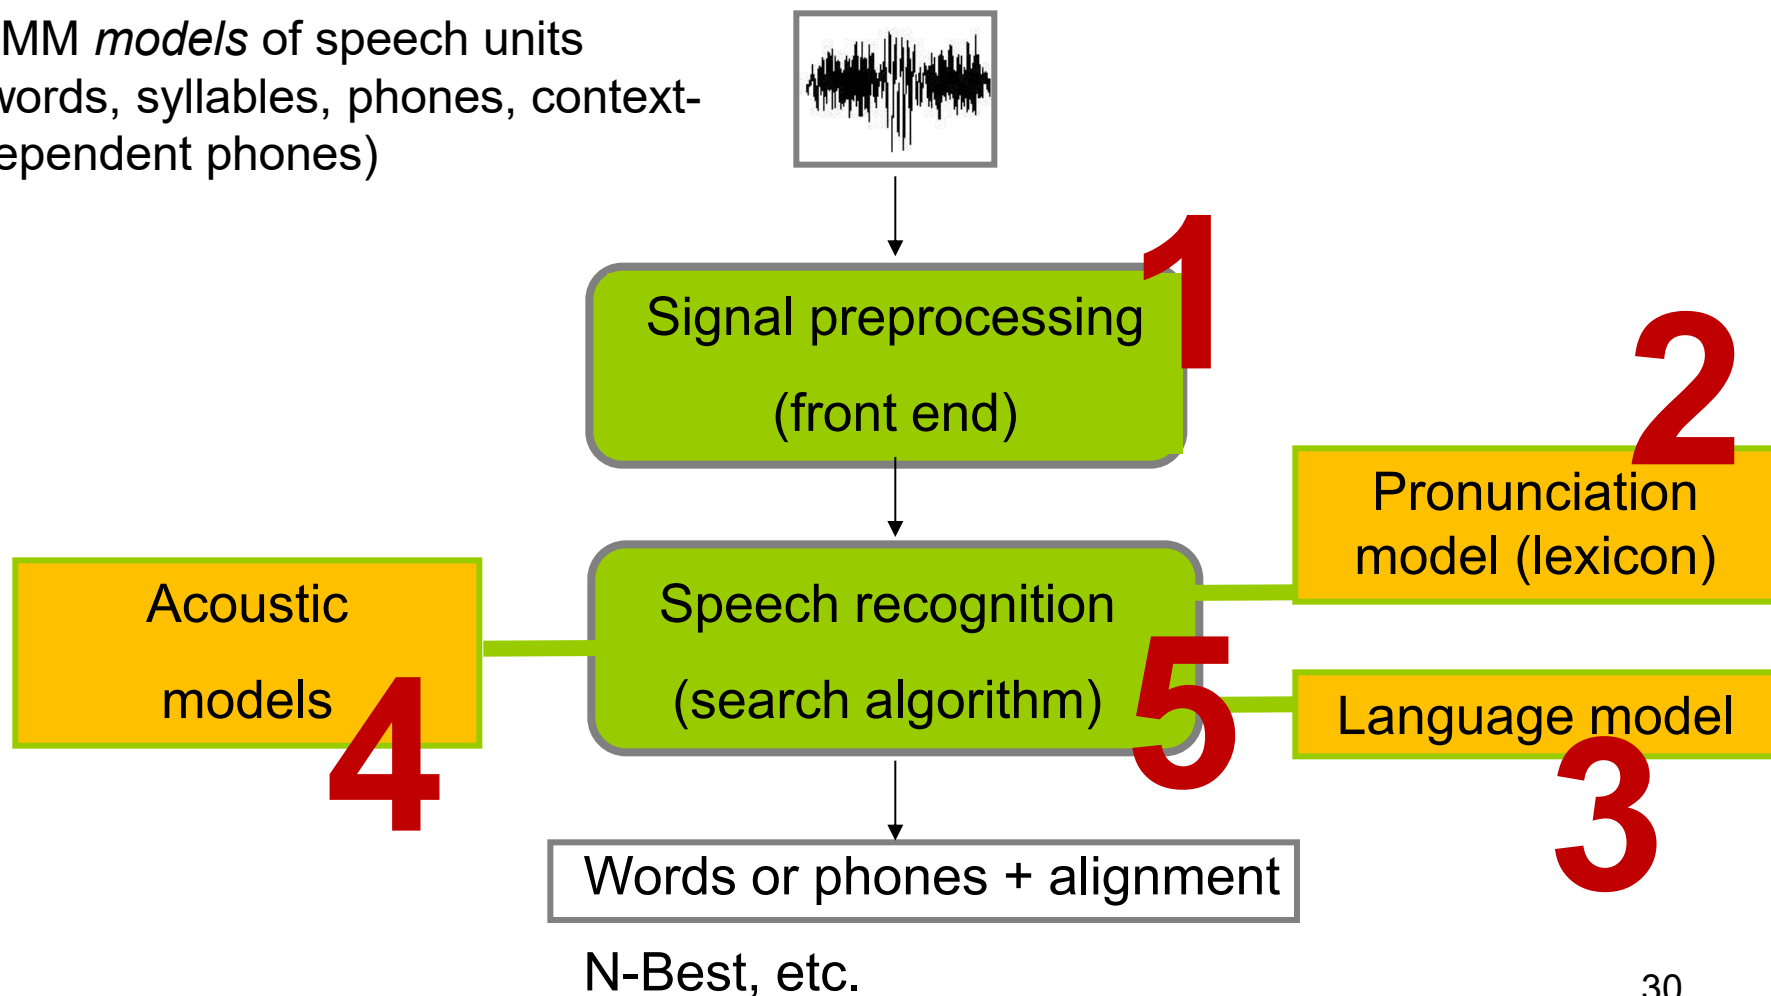 MM models of speech units
words, syllables, phones, context-
ependent phones)
1
Signal preprocessing
(front end)
2
Pronunciation
model (lexicon)
Acoustic
models
4
Speech recognition
(search algorithm)
5
Language model
3
Words or phones + alignment
N-Best, etc.
30